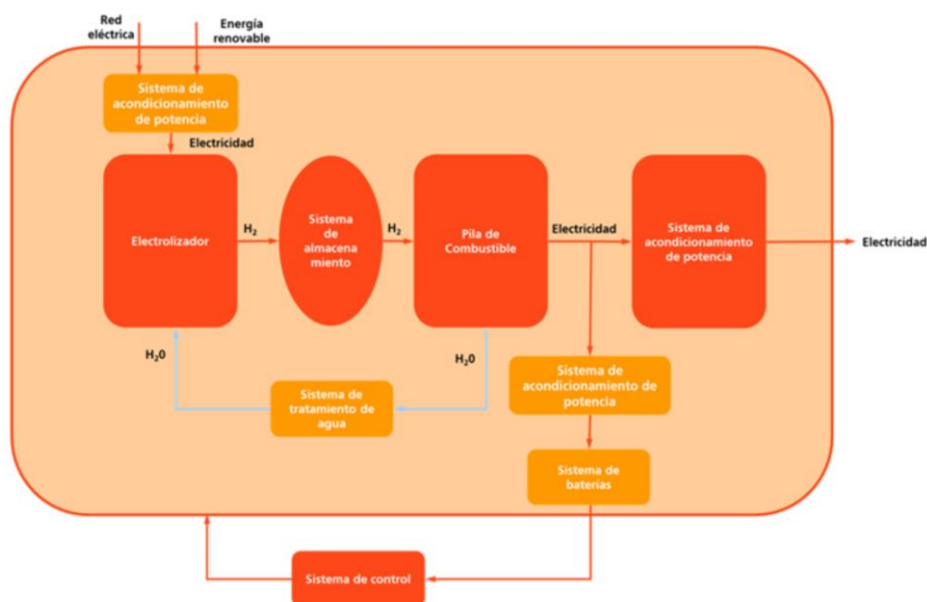 Red
eléctrica
Energía
renovable
Sistema de
acondicionamiento
de potencia
Electricidad
Electrolizador
H₂
Sistema
de
almacena
miento
H₂
Pila de
Combustible
Electricidad
Sistema de
acondicionamiento
de potencia
Electricidad
H₂0
H₂0
Sistema de
tratamiento de
agua
Sistema de
acondicionamiento de
potencia
Sistema de
baterías
Sistema de control